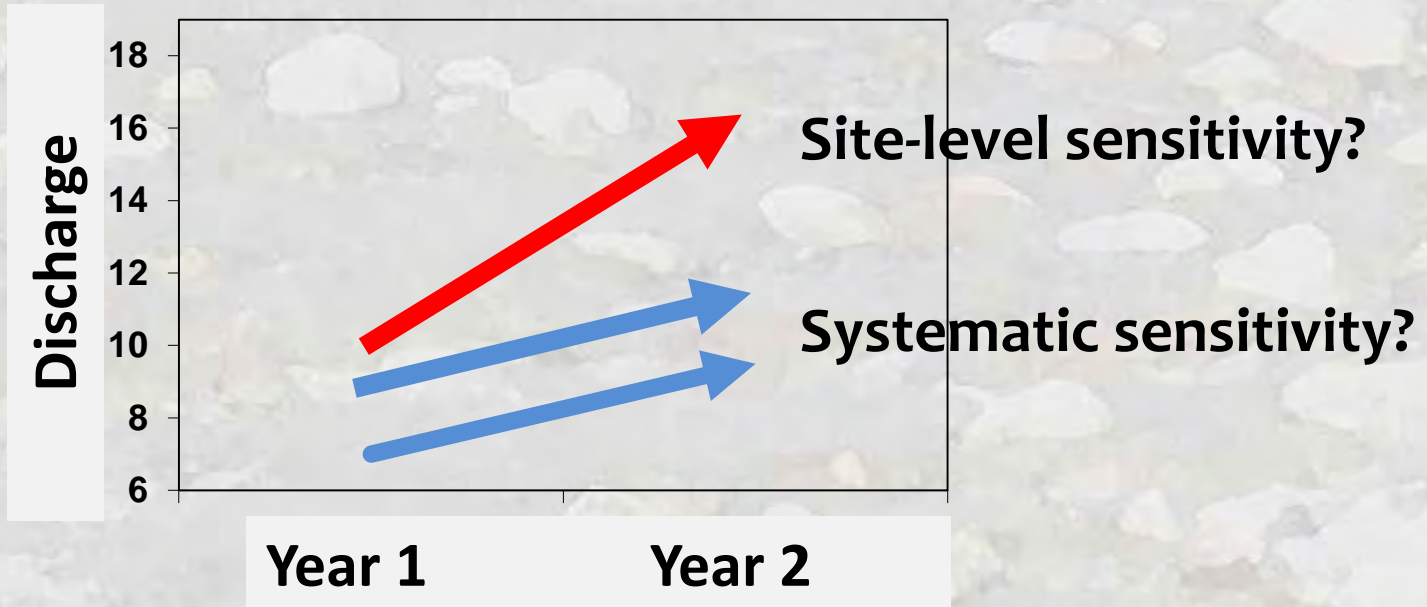 Discharge
18
16
14
12
10
8
6
Site-level sensitivity?
Systematic sensitivity?
Year 1
Year 2